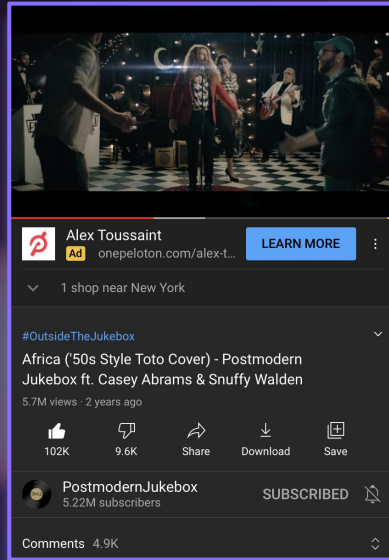 Alex Toussaint
Ad onepeloton.com/alex-t...
LEARN MORE
1 shop near New York
#OutsideTheJukebox
Africa ('50s Style Toto Cover) - Postmodern
Jukebox ft. Casey Abrams & Snuffy Walden
5.7M views · 2 years ago
102K
9.6K
Share
Download
Save
PostmodernJukebox
5.22M subscribers
SUBSCRIBED
Comments 4.9K